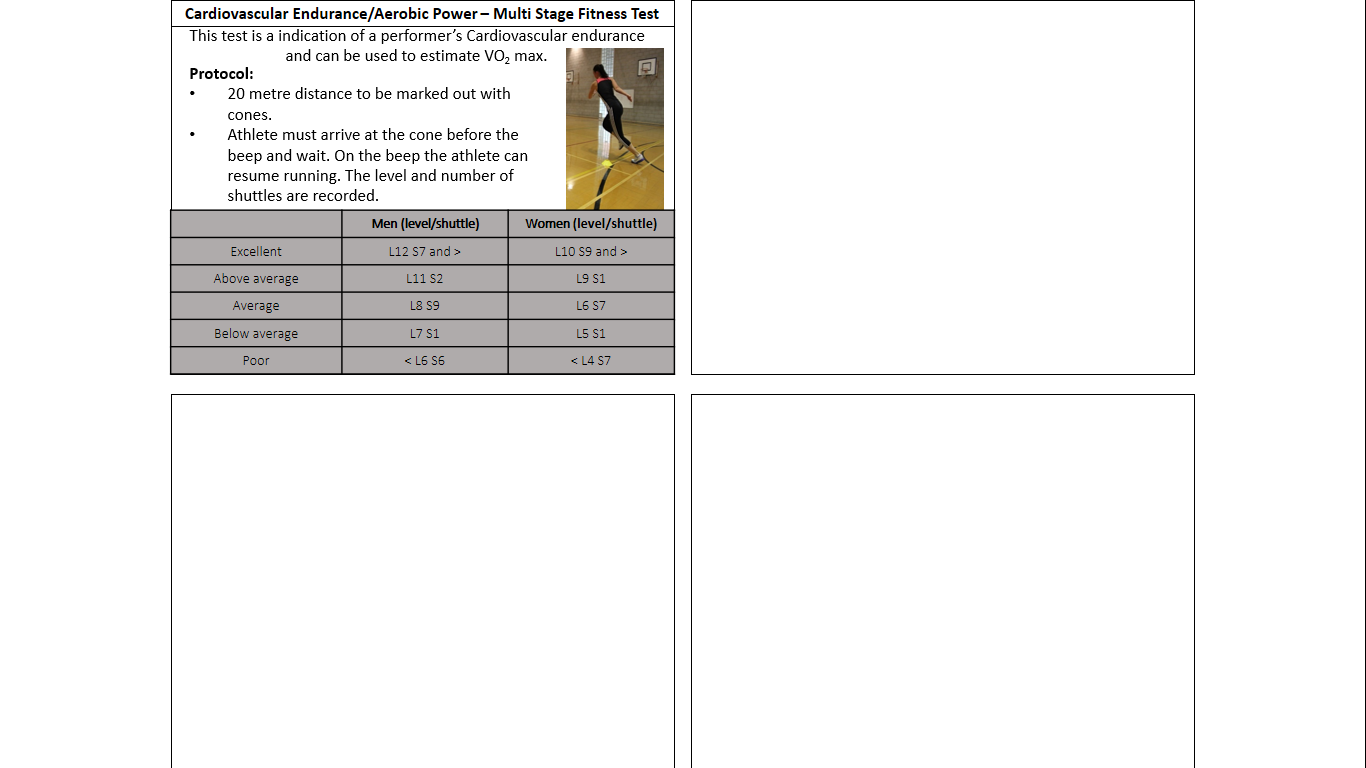 Cardiovascular Endurance/Aerobic Power – Multi Stage Fitness Test
This test is a indication of a performer's Cardiovascular endurance
and can be used to estimate VO₂ max.
Protocol:
• 20 metre distance to be marked out with
cones.
• Athlete must arrive at the cone before the
beep and wait. On the beep the athlete can
resume running. The level and number of
shuttles are recorded.
Men (level/shuttle) Women (level/shuttle)
Excellent L12 S7 and > L10 S9 and >
Above average L11 S2 L9 S1
Average L8 S9 L6 S7
Below average L7 S1 L5 S1
Poor < L6 S6 < L4 S7